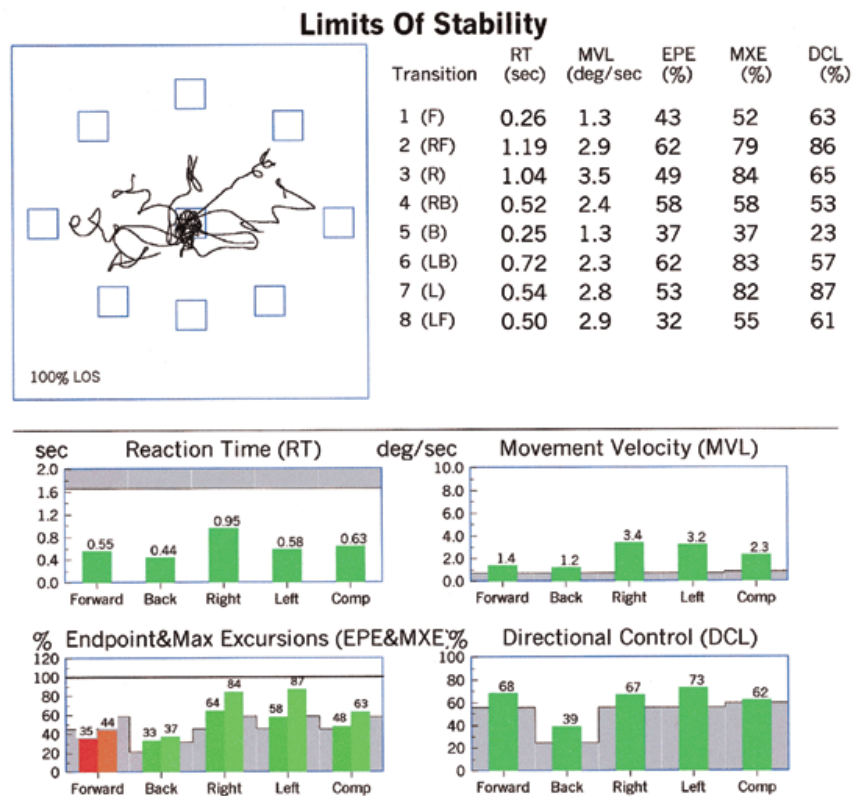 Limits Of Stability
RT MVL EPE MXE DCL
Transition (sec) (deg/sec (%) (%) (%)
1 (F) 0.26 1.3 43 52 63
2 (RF) 1.19 2.9 62 79 86
3 (R) 1.04 3.5 49 84 65
4 (RB) 0.52 2.4 58 58 53
5 (B) 0.25 1.3 37 37 23
6 (LB) 0.72 2.3 62 83 57
7 (L) 0.54 2.8 53 82 87
8 (LF) 0.50 2.9 32 55 61
100% LOS
sec Reaction Time (RT)
2.0
1.6
1.2
0.8
0.4
0.0
0.55 0.44 0.95 0.58 0.63
Forward Back Right Left Comp
deg/sec Movement Velocity (MVL)
10.0
8.0
6.0
4.0
2.0
0.0
1.4 1.2 3.4 3.2 2.3
Forward Back Right Left Comp
% Endpoint&Max Excursions (EPE&MXE)
120
100
80
60
40
20
0
35 44 33 37 64 84 58 87 48 63
Forward Back Right Left Comp
% Directional Control (DCL)
100
80
60
40
20
0
68 39 67 73 62
Forward Back Right Left Comp